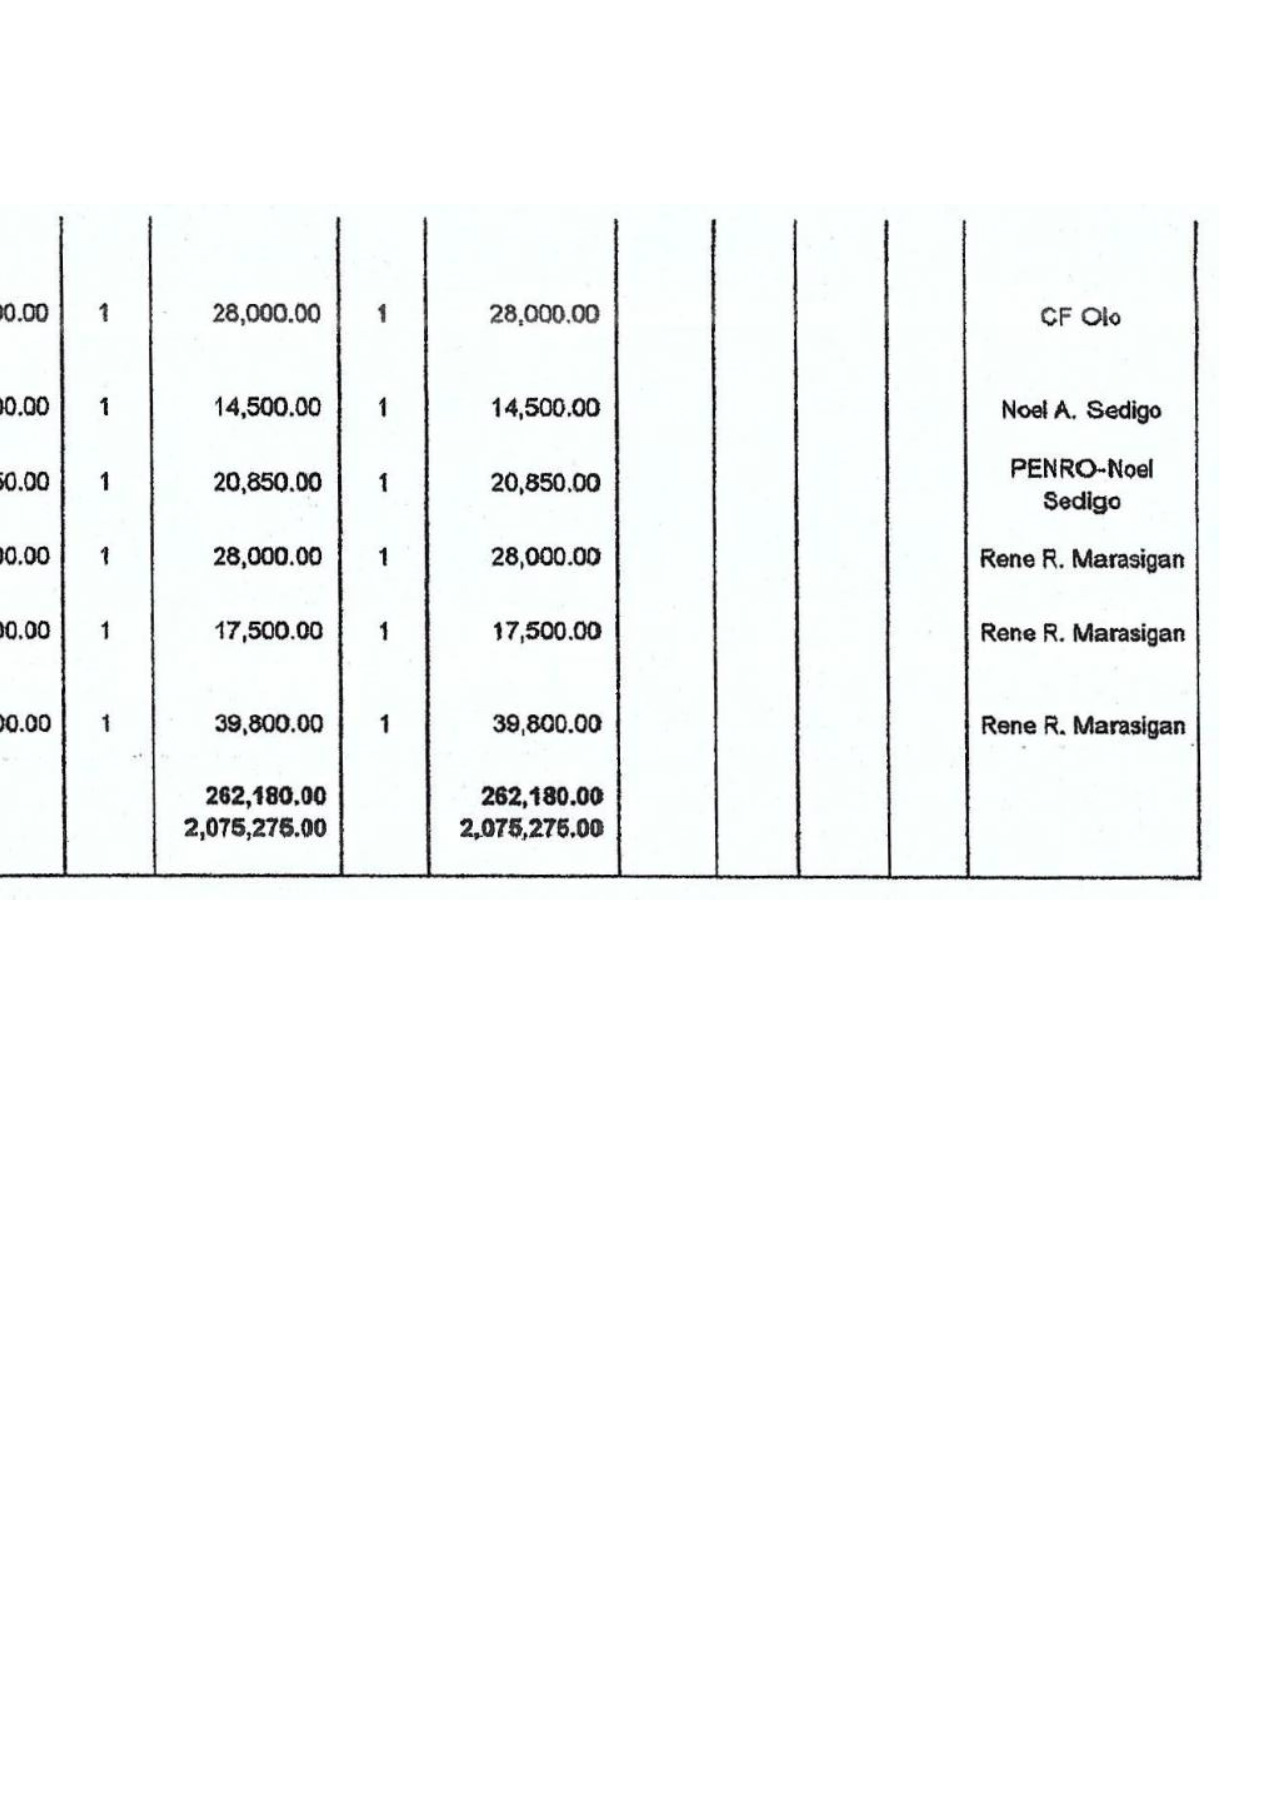 0.00 1 28,000.00 1 28,000.00 CF Olo
00.00 1 14,500.00 1 14,500.00 Noel A. Sedigo
50.00 1 20,850.00 1 20,850.00 PENRO-Noel
Sedigo
00.00 1 28,000.00 1 28,000.00 Rene R. Marasigan
00.00 1 17,500.00 1 17,500.00 Rene R. Marasigan
00.00 1 39,800.00 1 39,800.00 Rene R. Marasigan
262,180.00 262,180.00
2,075,275.00 2,075,275.00